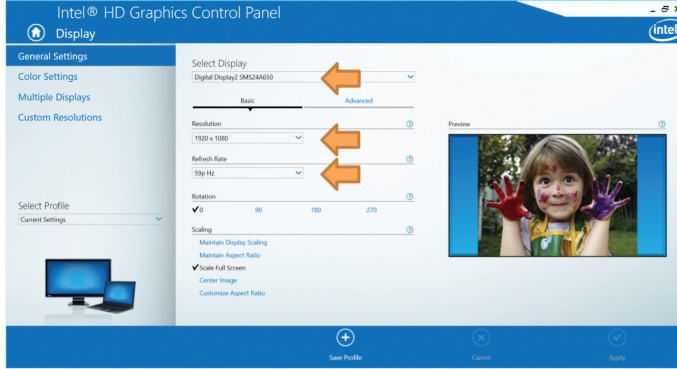 Intel® HD Graphics Control Panel
Display
intel
General Settings
Color Settings
Multiple Displays
Custom Resolutions
Select Profile
Current Settings
Select Display
Digital Display2 SMS24A650
Basic
Advanced
Resolution
1920 x 1080
Refresh Rate
59p Hz
Rotation
0 90 180 270
Scaling
Maintain Display Scaling
Maintain Aspect Ratio
Scale Full Screen
Center Image
Customize Aspect Ratio
Preview
Save Profile
Cancel
Apply